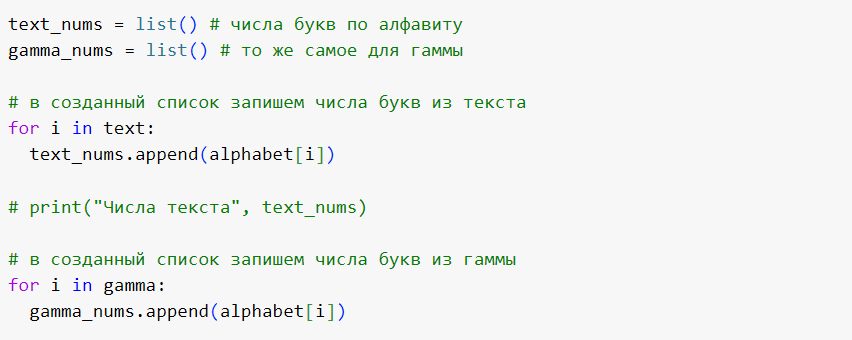 text_nums = list() # числа букв по алфавиту
gamma_nums = list() # то же самое для гаммы
# в созданный список запишем числа букв из текста
for i in text:
text_nums.append(alphabet[i])
# print("Числа текста", text_nums)
# в созданный список запишем числа букв из гаммы
for i in gamma:
gamma_nums.append(alphabet[i])